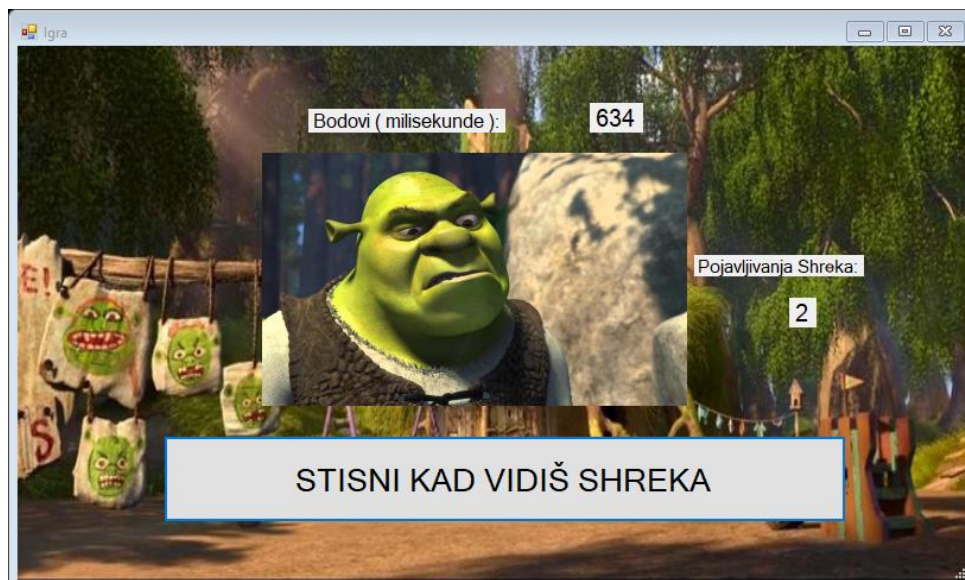 Igra
Bodovi ( milisekunde ):
634
Pojavljivanja Shreka:
2
E!
S
STISNI KAD VIDIŠ SHREKA